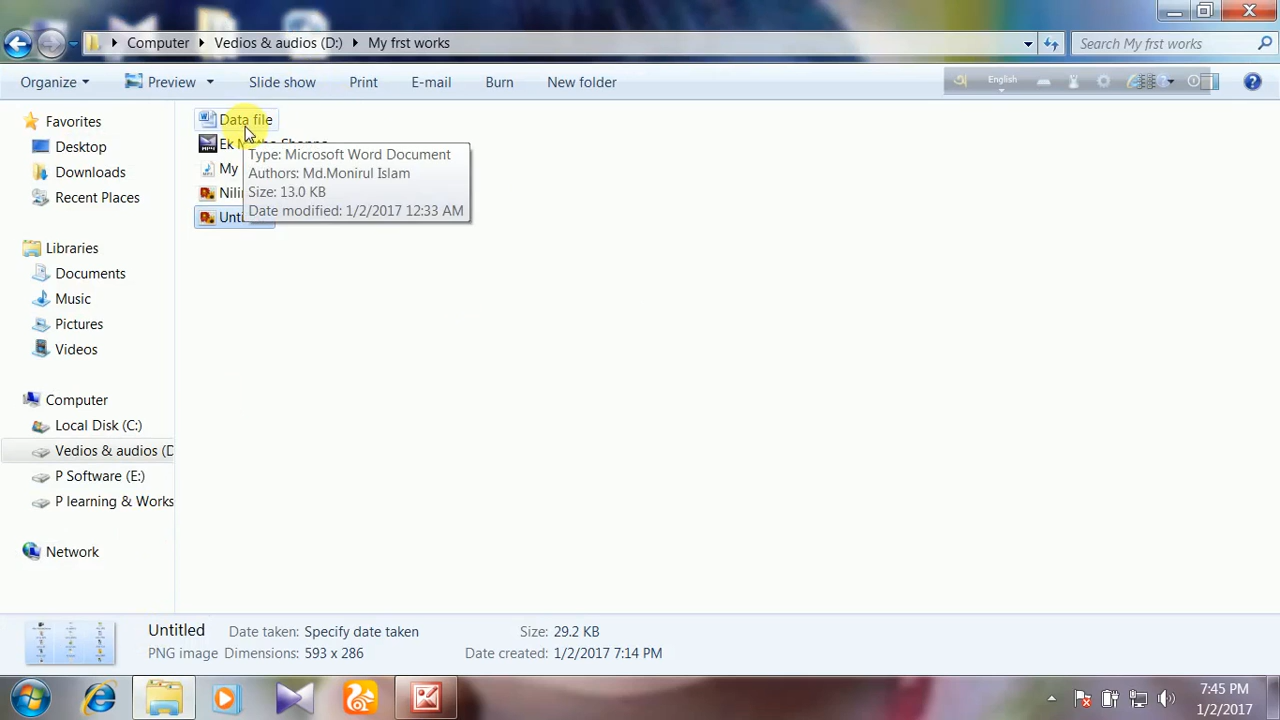 Computer Vedios & audios (D:) My frst works
Search My frst works
Organize Preview Slide show Print E-mail Burn New folder
English
Favorites
Desktop
Downloads
Recent Places
Libraries
Documents
Music
Pictures
Videos
Computer
Local Disk (C:)
Vedios & audios (D
P Software (E:)
P learning & Works
Network
Data file
Ek
My
Type: Microsoft Word Document
Authors: Md.Monirul Islam
Size: 13.0 KB
Date modified: 1/2/2017 12:33 AM
Untitled Date taken: Specify date taken Size: 29.2 KB
PNG image Dimensions: 593 x 286 Date created: 1/2/2017 7:14 PM
7:45 PM
1/2/2017